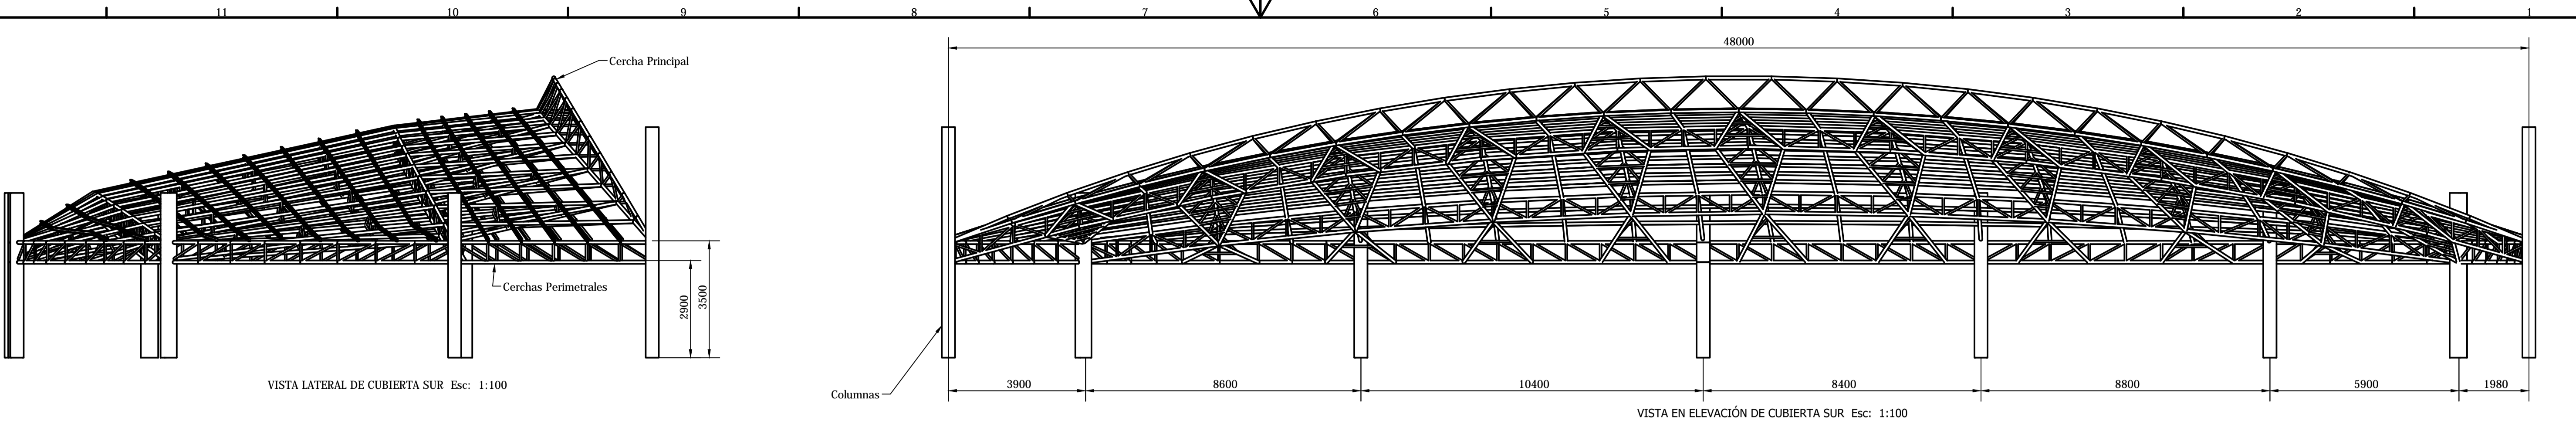 11 10 9 8 7 6 5 4 3 2 1
48000
Cercha Principal
Cerchas Perimetrales
2900
3500
VISTA LATERAL DE CUBIERTA SUR Esc: 1:100
Columnas
3900 8600 10400 8400 8800 5900 1980
VISTA EN ELEVACIÓN DE CUBIERTA SUR Esc: 1:100